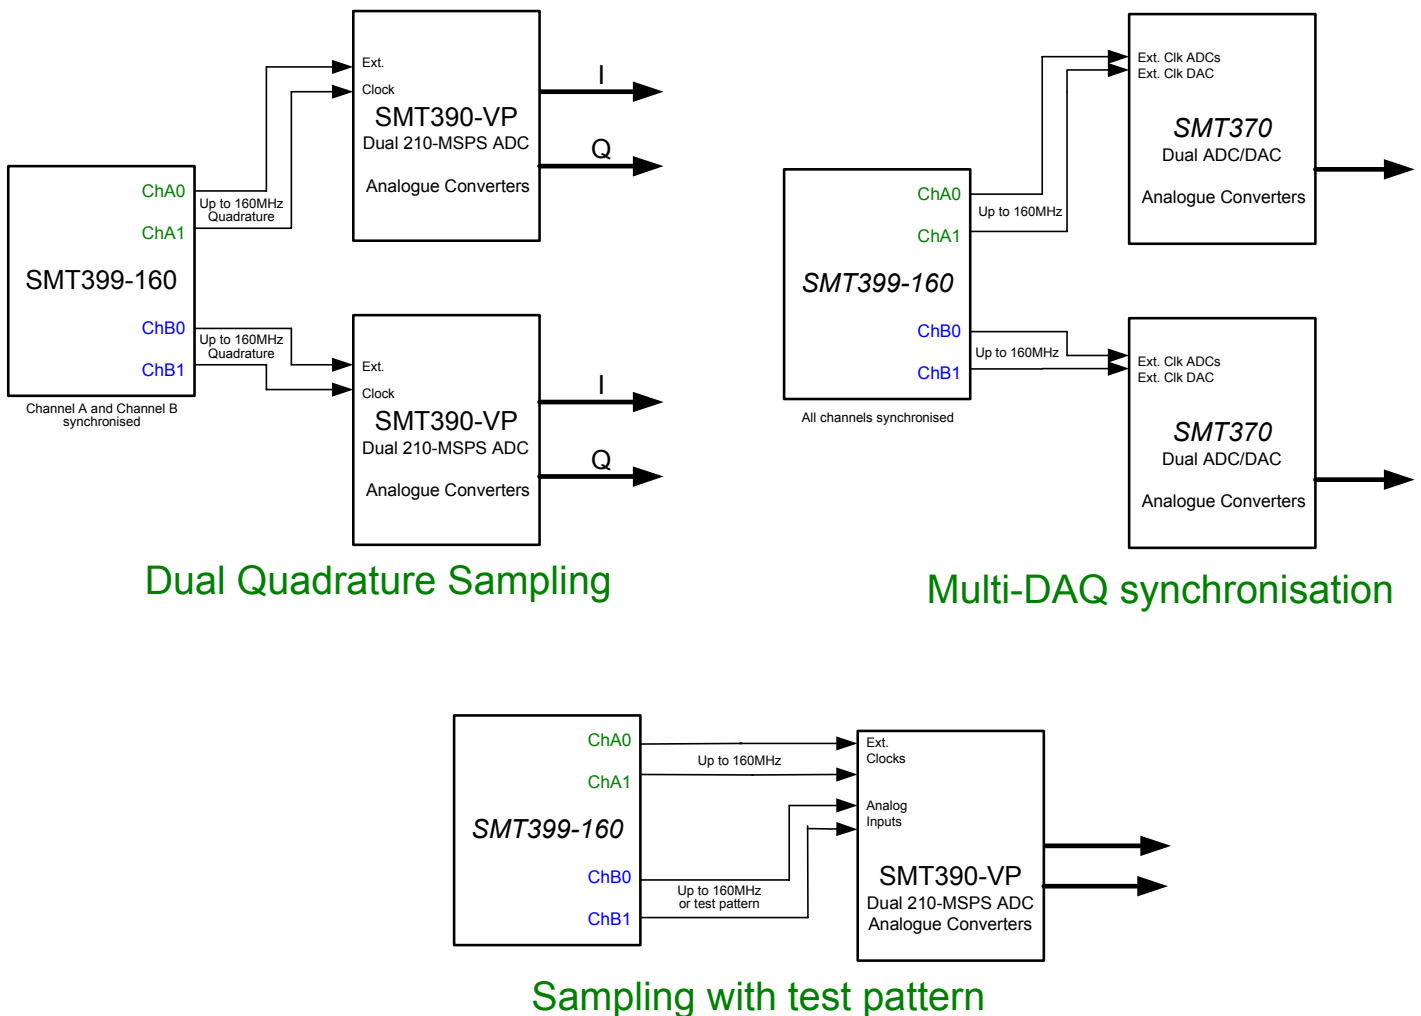 Ext.
Clock
SMT390-VP
Dual 210-MSPS ADC
Analogue Converters
I
Q
ChA0
Up to 160MHz
Quadrature
ChA1
SMT399-160
ChB0
Up to 160MHz
Quadrature
ChB1
Channel A and Channel B
synchronised
Ext.
Clock
SMT390-VP
Dual 210-MSPS ADC
Analogue Converters
I
Q
Dual Quadrature Sampling
Ext. Clk ADCs
Ext. Clk DAC
SMT370
Dual ADC/DAC
Analogue Converters
ChA0
Up to 160MHz
ChA1
SMT399-160
ChB0
Up to 160MHz
ChB1
All channels synchronised
Ext. Clk ADCs
Ext. Clk DAC
SMT370
Dual ADC/DAC
Analogue Converters
Multi-DAQ synchronisation
ChA0
Up to 160MHz
ChA1
SMT399-160
ChB0
Up to 160MHz
or test pattern
ChB1
Ext.
Clocks
Analog
Inputs
SMT390-VP
Dual 210-MSPS ADC
Analogue Converters
Sampling with test pattern